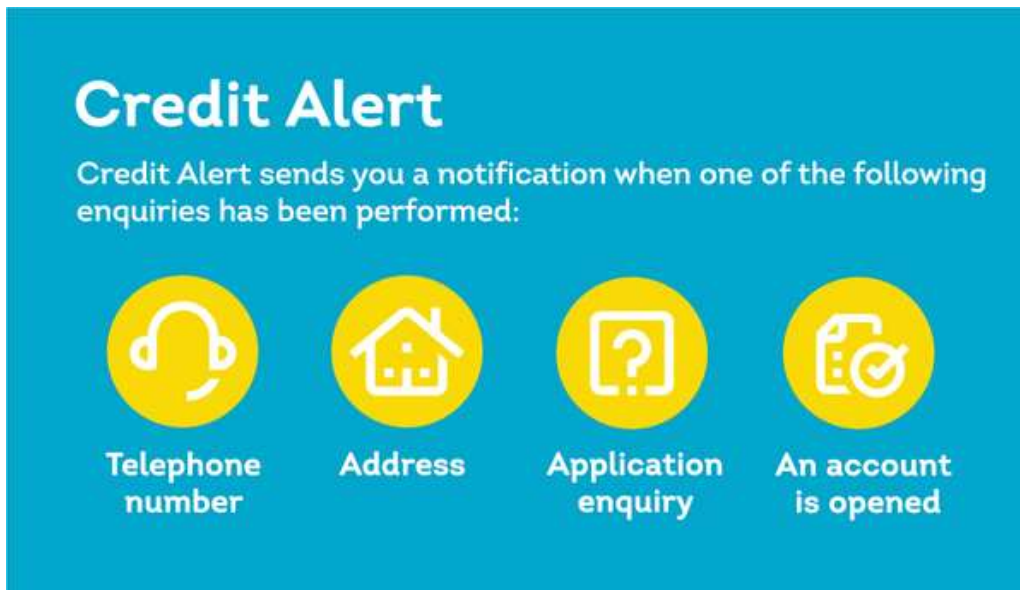 Credit Alert
Credit Alert sends you a notification when one of the following
enquiries has been performed:
Telephone
number
Address
Application
enquiry
An account
is opened